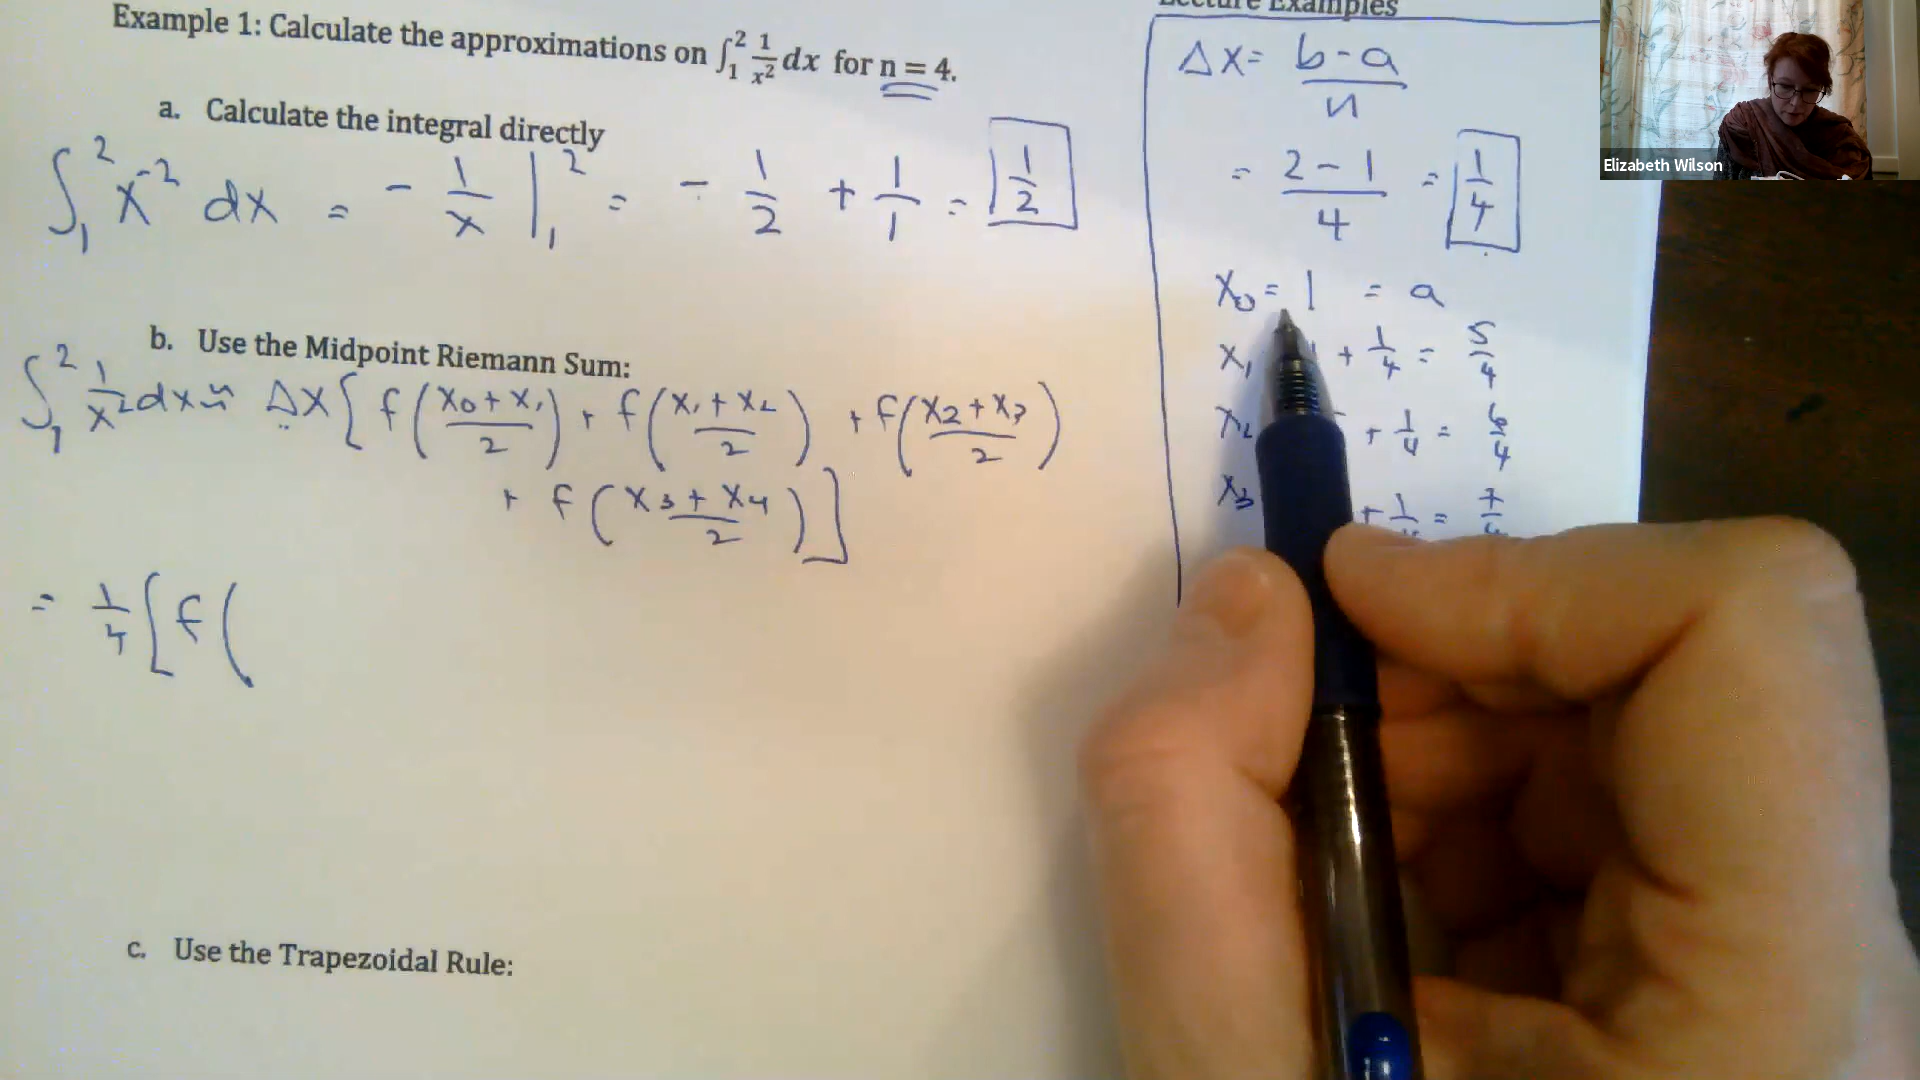 Lecture Examples
Example 1: Calculate the approximations on ∫₁² 1/x² dx for n = 4.
a. Calculate the integral directly
∫₁² x⁻² dx = - 1/x |₁² = - 1/2 + 1/1 = 1/2
b. Use the Midpoint Riemann Sum:
∫₁² 1/x² dx ≈ Δx [ f ( (x₀ + x₁)/2 ) + f ( (x₁ + x₂)/2 ) + f ( (x₂ + x₃)/2 )
+ f ( (x₃ + x₄)/2 ) ]
= 1/4 [ f (
c. Use the Trapezoidal Rule:
Δx = (b - a)/n
= (2 - 1)/4 = 1/4
x₀ = 1 = a
x₁ + 1/4 = 5/4
x₂ + 1/4 = 6/4
x₃ + 1/4 = 7/4
Elizabeth Wilson